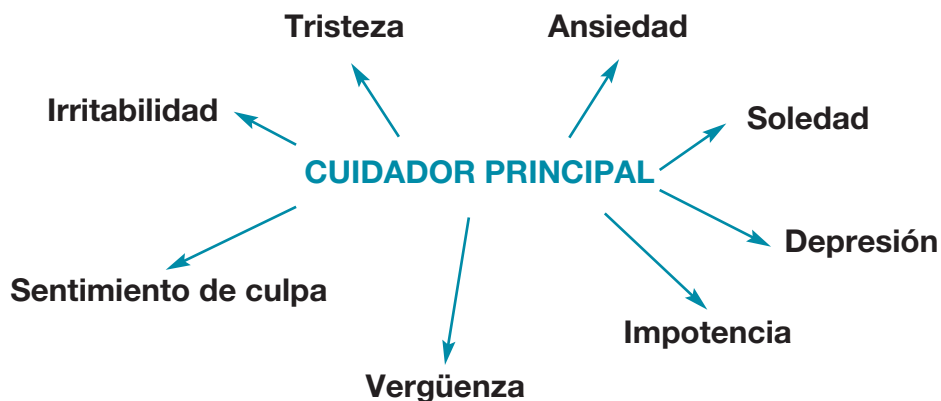 Tristeza
Ansiedad
Irritabilidad
Soledad
CUIDADOR PRINCIPAL
Depresión
Sentimiento de culpa
Impotencia
Vergüenza